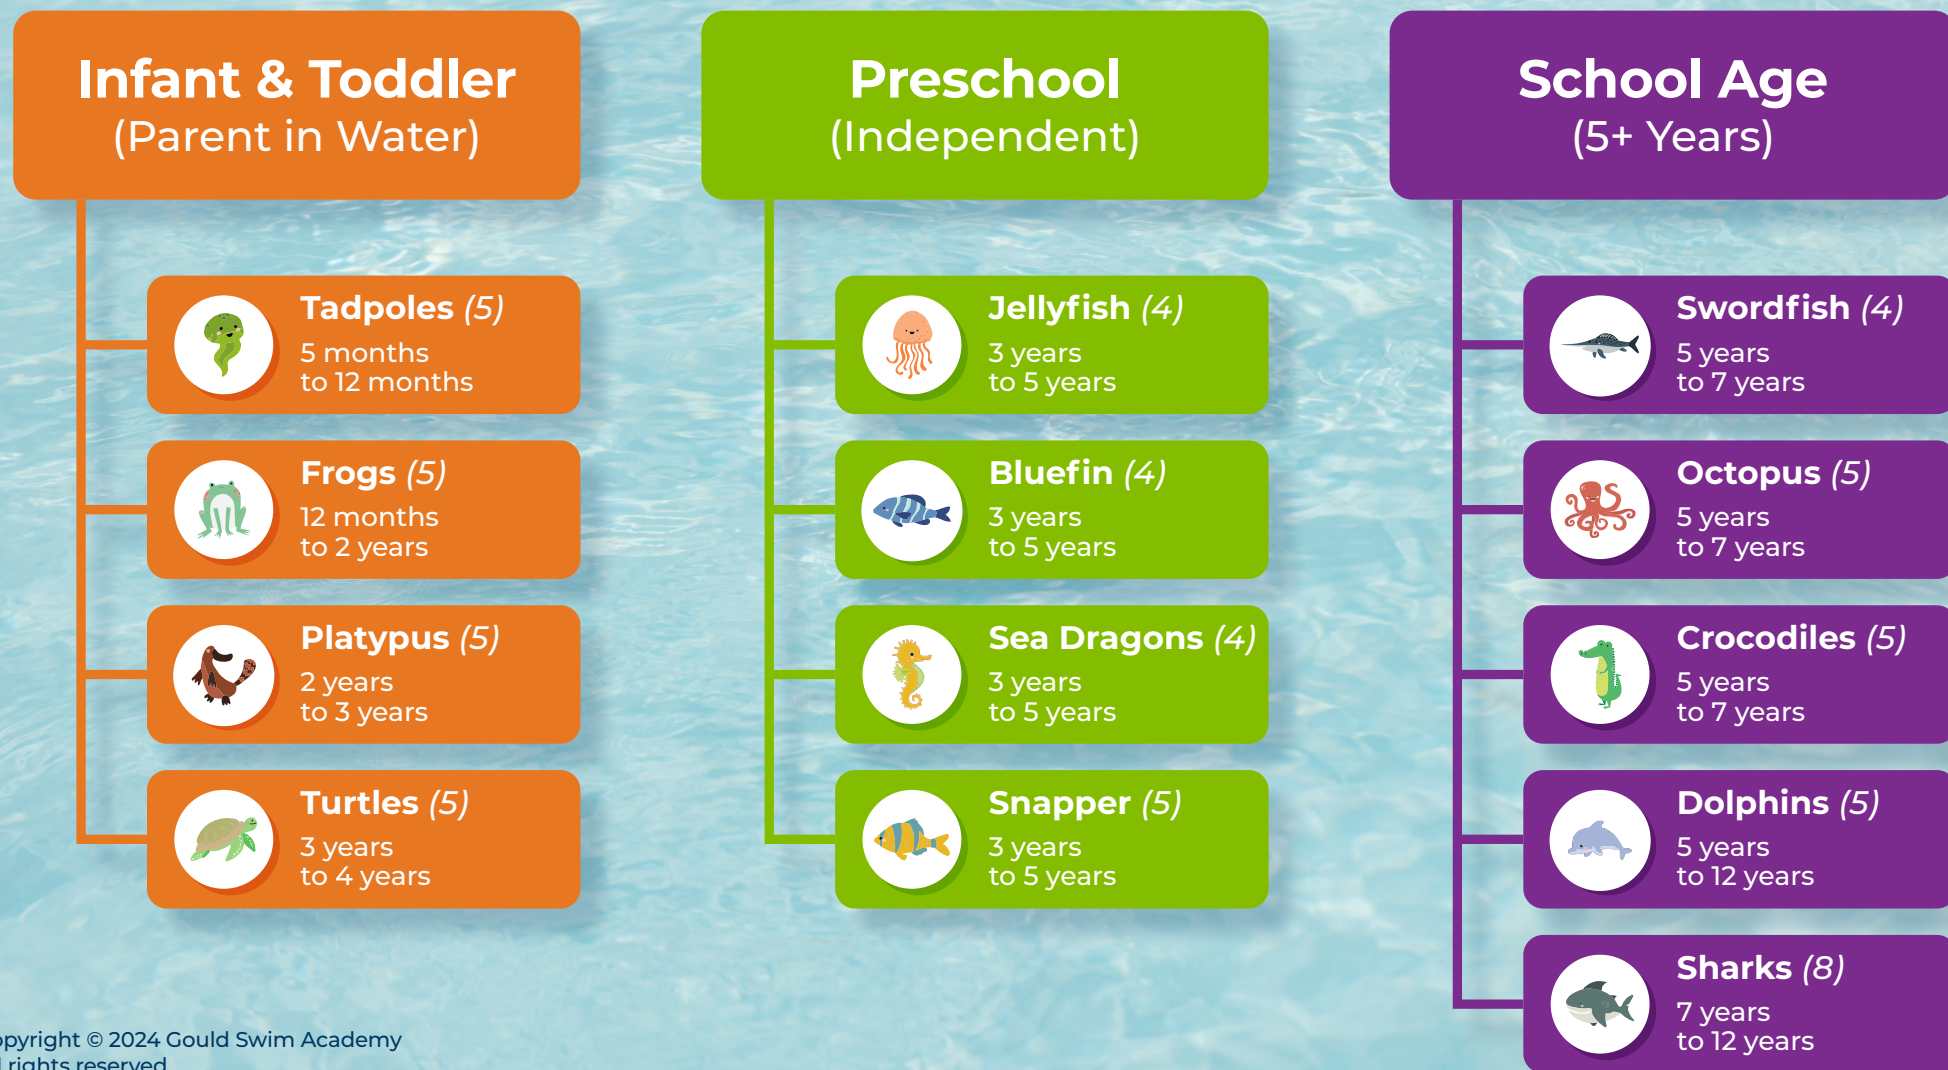 Infant & Toddler
(Parent in Water)
Tadpoles (5)
5 months
to 12 months
Frogs (5)
12 months
to 2 years
Platypus (5)
2 years
to 3 years
Turtles (5)
3 years
to 4 years
Preschool
(Independent)
Jellyfish (4)
3 years
to 5 years
Bluefin (4)
3 years
to 5 years
Sea Dragons (4)
3 years
to 5 years
Snapper (5)
3 years
to 5 years
School Age
(5+ Years)
Swordfish (4)
5 years
to 7 years
Octopus (5)
5 years
to 7 years
Crocodiles (5)
5 years
to 7 years
Dolphins (5)
5 years
to 12 years
Sharks (8)
7 years
to 12 years
opyright © 2024 Gould Swim Academy
l rights reserved